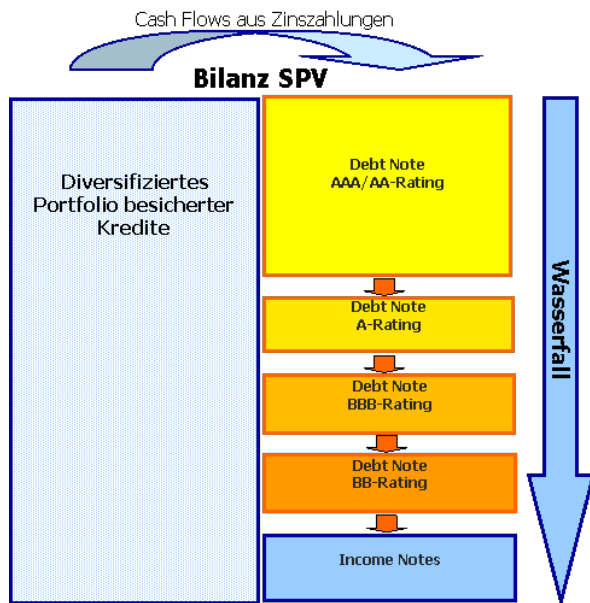 Cash Flows aus Zinszahlungen
Bilanz SPV
Diversifiziertes
Portfolio besicherter
Kredite
Debt Note
AAA/AA-Rating
Debt Note
A-Rating
Debt Note
BBB-Rating
Debt Note
BB-Rating
Income Notes
Wasserfall